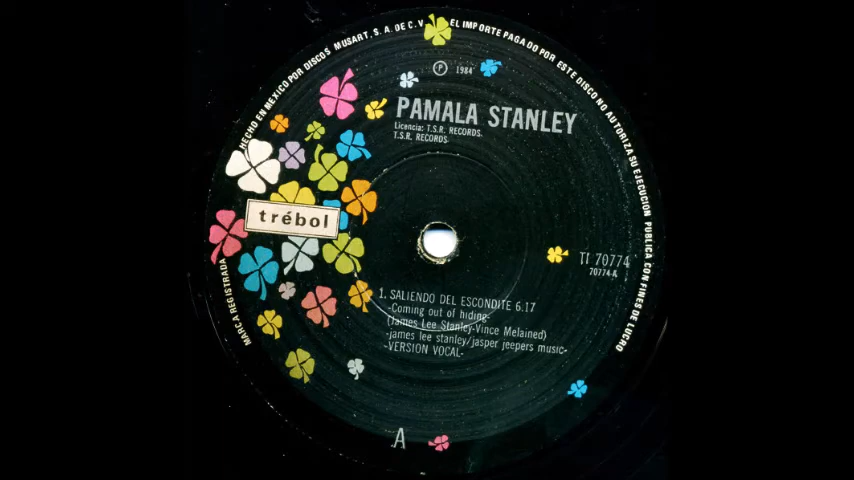 HECHO EN MEXICO POR DISCOS MUSART, S. A. DE C. V.
EL IMPORTE PAGADO POR ESTE DISCO NO AUTORIZA SU EJECUCION PUBLICA CON FINES DE LUCRO
℗ 1984
PAMALA STANLEY
Licencia: T.S.R. RECORDS.
T.S.R. RECORDS.
trébol
MARCA REGISTRADA
TI 70774
70774-A
1. SALIENDO DEL ESCONDITE 6.17
-Coming out of hiding-
(James Lee Stanley-Vince Melained)
-james lee stanley/jasper jeepers music-
-VERSION VOCAL-
A